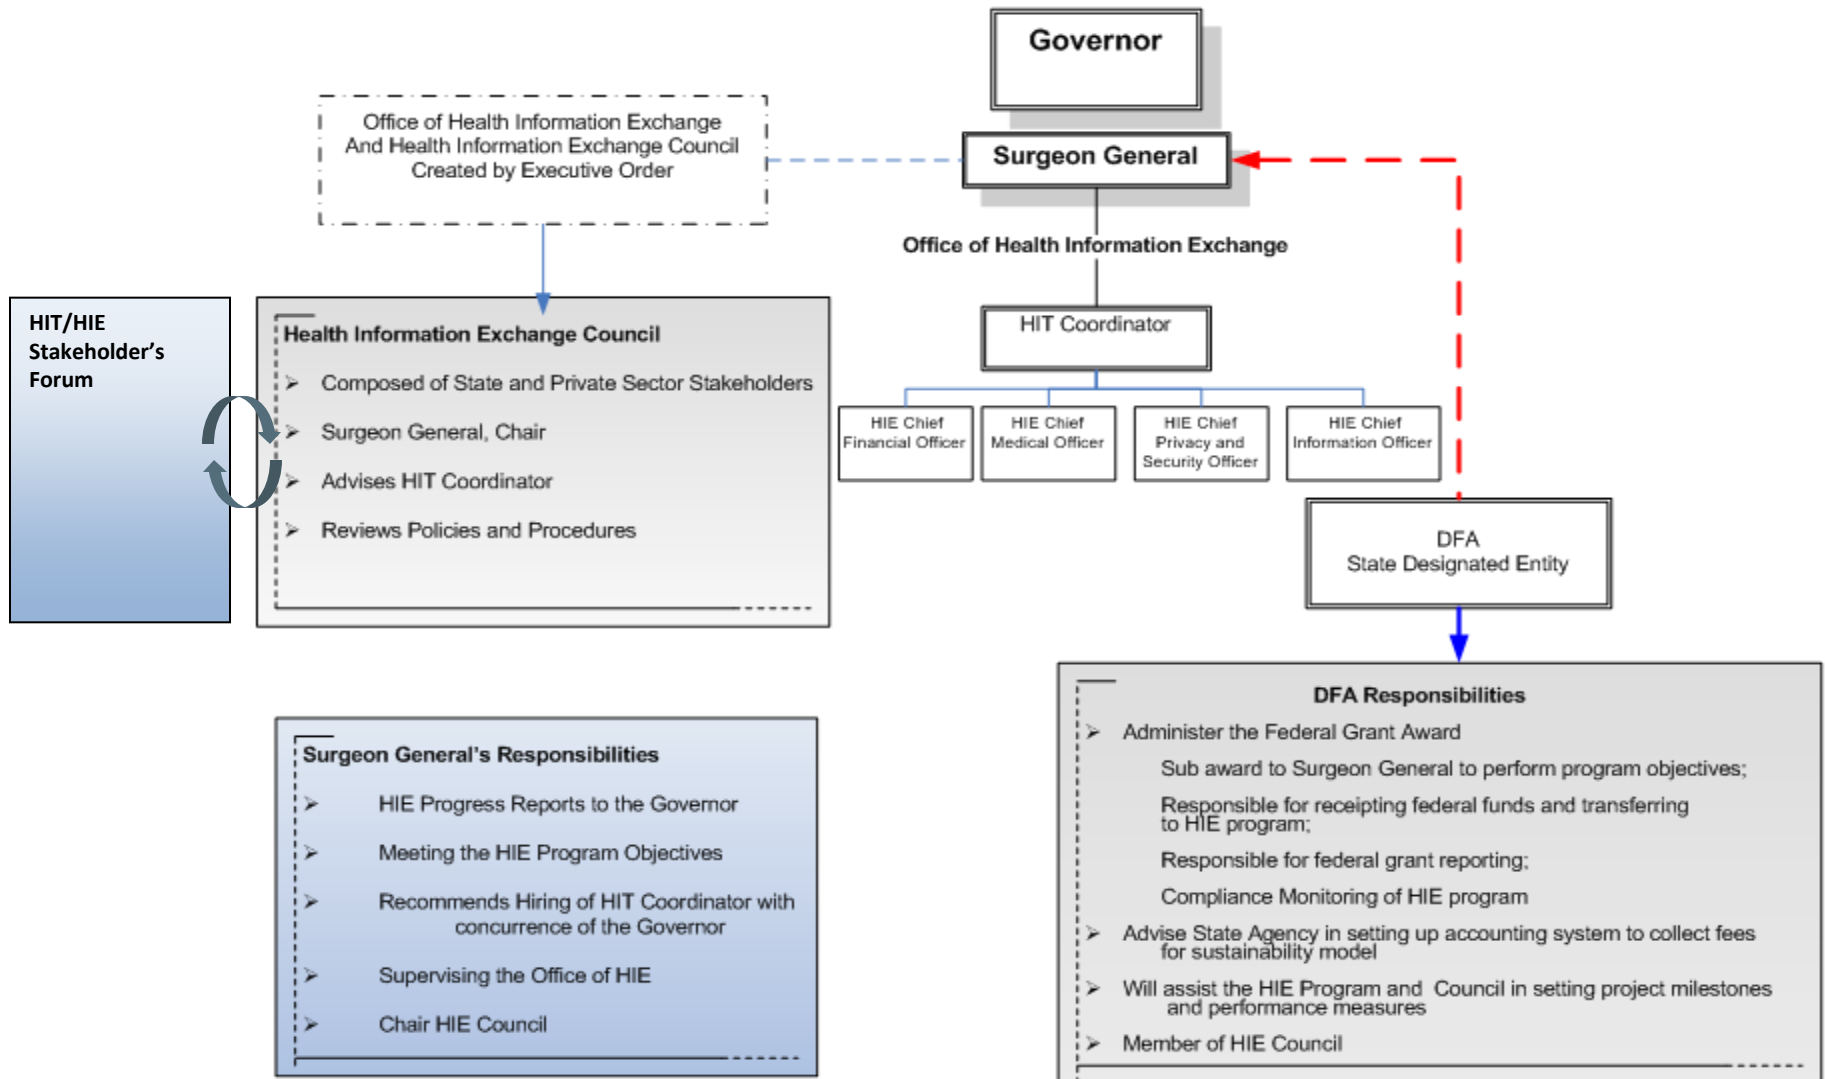 Governor
Office of Health Information Exchange
And Health Information Exchange Council
Created by Executive Order
Surgeon General
Office of Health Information Exchange
HIT/HIE
Stakeholder’s
Forum
Health Information Exchange Council
➢ Composed of State and Private Sector Stakeholders
➢ Surgeon General, Chair
➢ Advises HIT Coordinator
➢ Reviews Policies and Procedures
HIT Coordinator
HIE Chief
Financial Officer
HIE Chief
Medical Officer
HIE Chief
Privacy and
Security Officer
HIE Chief
Information Officer
DFA
State Designated Entity
Surgeon General’s Responsibilities
➢ HIE Progress Reports to the Governor
➢ Meeting the HIE Program Objectives
➢ Recommends Hiring of HIT Coordinator with
concurrence of the Governor
➢ Supervising the Office of HIE
➢ Chair HIE Council
DFA Responsibilities
➢ Administer the Federal Grant Award
Sub award to Surgeon General to perform program objectives;
Responsible for receipting federal funds and transferring
to HIE program;
Responsible for federal grant reporting;
Compliance Monitoring of HIE program
➢ Advise State Agency in setting up accounting system to collect fees
for sustainability model
➢ Will assist the HIE Program and Council in setting project milestones
and performance measures
➢ Member of HIE Council